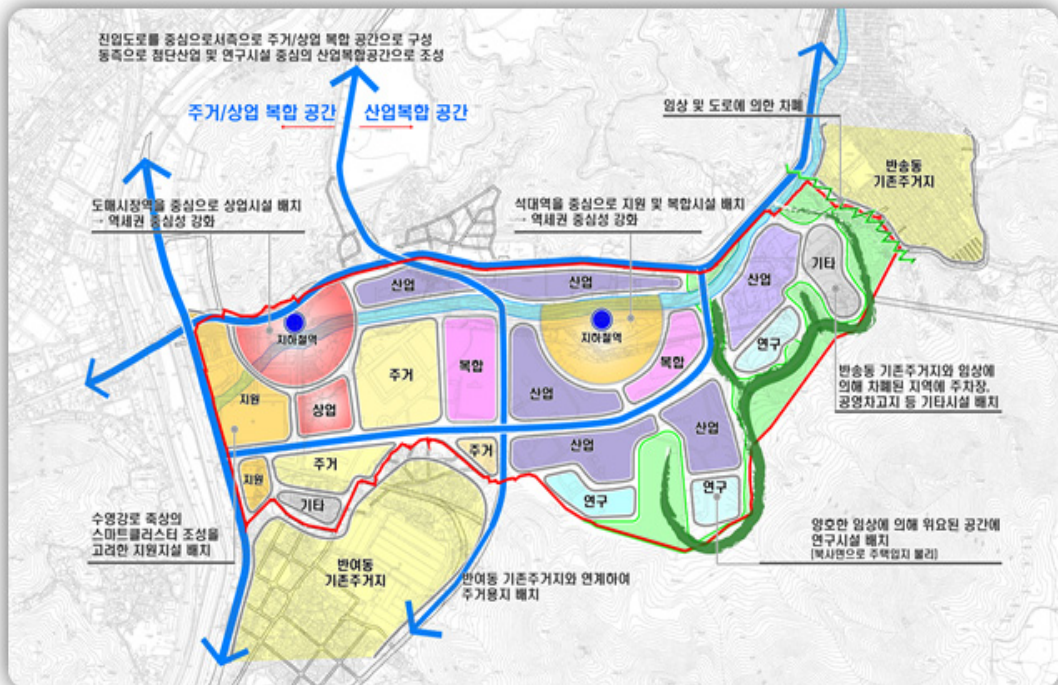 진입도로를 중심으로서측으로 주거/상업 복합 공간으로 구성
동측으로 첨단산업 및 연구시설 중심의 산업복합공간으로 조성
주거/상업 복합 공간
산업복합 공간
임상 및 도로에 의한 차폐
반송동
기존주거지
도매시장역을 중심으로 상업시설 배치
→ 역세권 중심성 강화
석대역을 중심으로 지원 및 복합시설 배치
→ 역세권 중심성 강화
산업
산업
산업
기타
지하철역
지하철역
연구
주거
복합
복합
지원
상업
산업
산업
산업
반송동 기존주거지와 임상에
의해 차폐된 지역에 주차장,
공영차고지 등 기타시설 배치
주거
주거
지원
기타
연구
연구
수영강로 축상의
스마트클러스터 조성을
고려한 지원시설 배치
양호한 임상에 의해 위요된 공간에
연구시설 배치
(북사면으로 주택입지 불리)
반여동
기존주거지
반여동 기존주거지와 연계하여
주거용지 배치